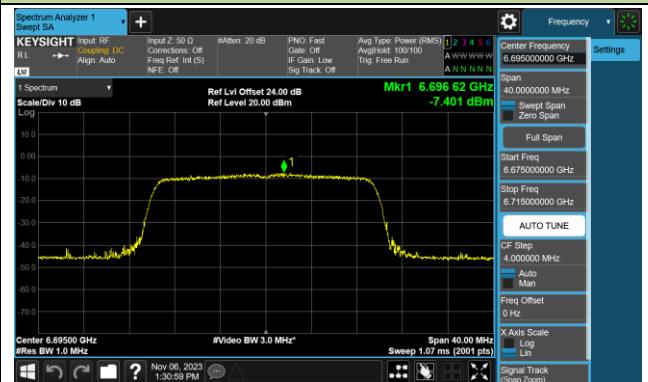 Spectrum Analyzer 1
Swept SA
Frequency
KEYSIGHT
RL
LXI
Input: RF
Coupling: DC
Align: Auto
Input Z: 50 Ω
Corrections: Off
Freq Ref: Int (S)
NFE: Off
#Atten: 20 dB
PNO: Fast
Gate: Off
IF Gain: Low
Sig Track: Off
Avg Type: Power (RMS)
Avg|Hold: 100/100
Trig: Free Run
1 2 3 4 5 6
A W W W W W
A N N N N N
1 Spectrum
Scale/Div 10 dB
Log
Ref Lvl Offset 24.00 dB
Ref Level 20.00 dBm
Mkr1 6.696 62 GHz
-7.401 dBm
10.0
0.00
-10.0
-20.0
-30.0
-40.0
-50.0
-60.0
-70.0
1
Center 6.69500 GHz
#Res BW 1.0 MHz
#Video BW 3.0 MHz*
Span 40.00 MHz
Sweep 1.07 ms (2001 pts)
Nov 06, 2023
1:30:59 PM
Center Frequency
6.695000000 GHz
Settings
Span
40.0000000 MHz
Swept Span
Zero Span
Full Span
Start Freq
6.675000000 GHz
Stop Freq
6.715000000 GHz
AUTO TUNE
CF Step
4.000000 MHz
Auto
Man
Freq Offset
0 Hz
X Axis Scale
Log
Lin
Signal Track
(Span Zoom)